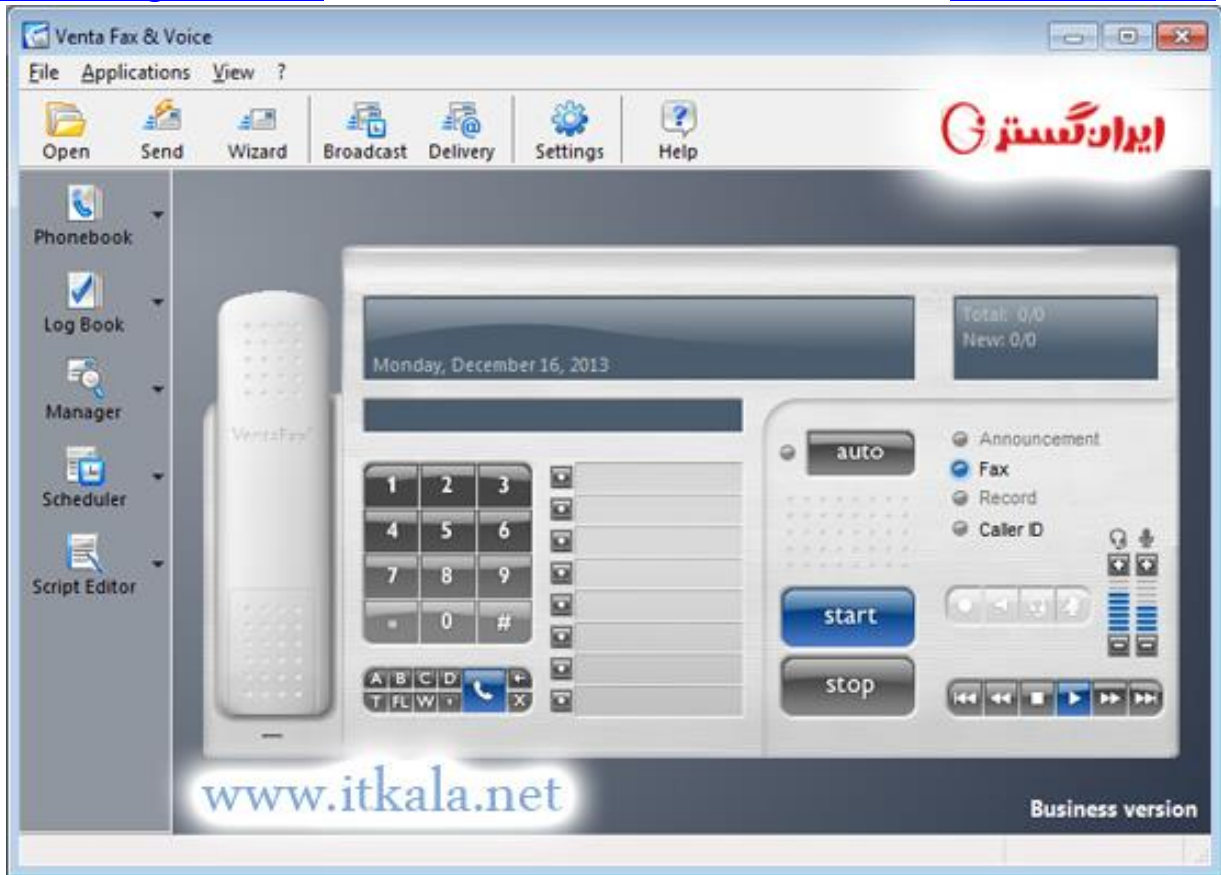 Venta Fax & Voice
File Applications View ?
Open Send Wizard Broadcast Delivery Settings Help
ایران گستر
Phonebook
Log Book
Manager
Scheduler
Script Editor
Total: 0/0
New: 0/0
Monday, December 16, 2013
VentaFax
auto
Announcement
Fax
Record
Caller ID
1 2 3
4 5 6
7 8 9
0 #
A B C D
T FL W , X
start
stop
www.itkala.net
Business version